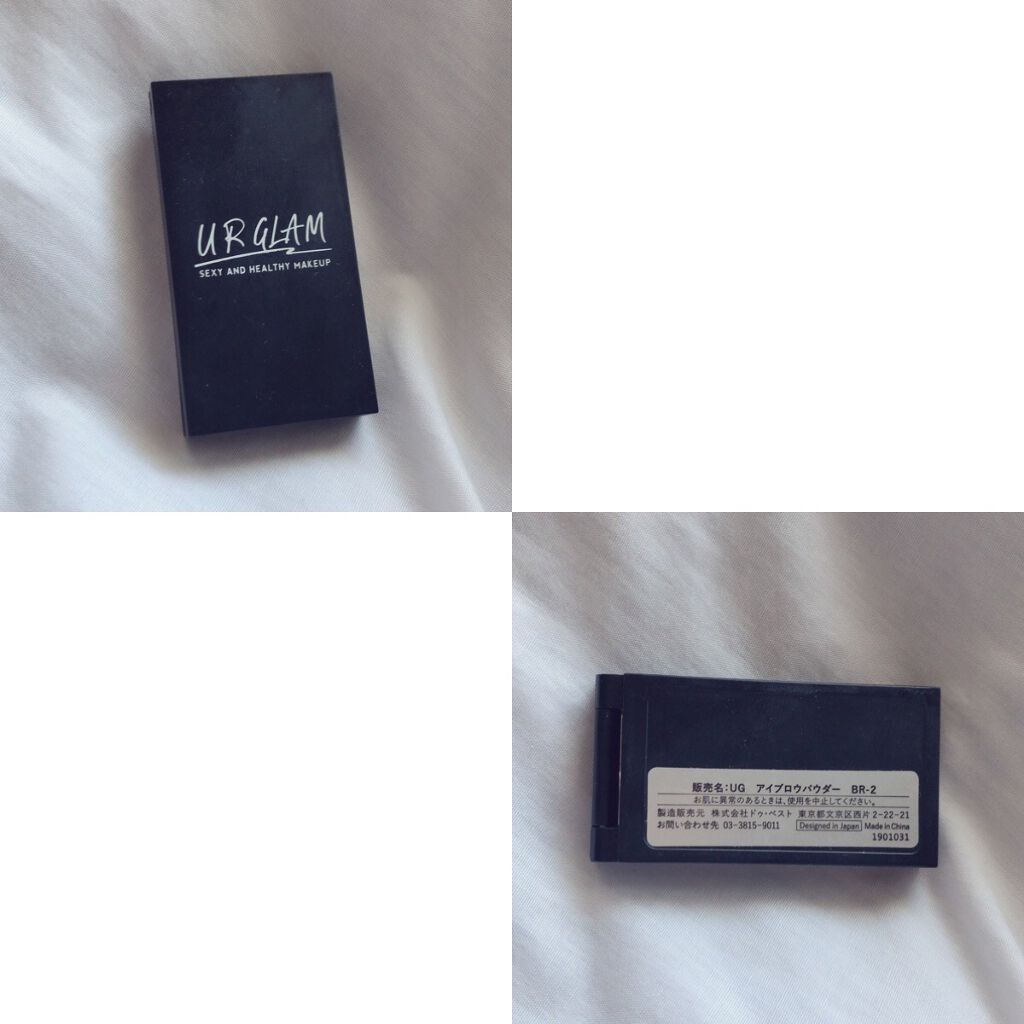 UR GLAM
SEXY AND HEALTHY MAKEUP
販売名:UG アイブロウパウダー BR-2
お肌に異常のあるときは、使用を中止してください。
製造販売元 株式会社ドゥ・ベスト 東京都文京区西片2-22-21
お問い合わせ先 03-3815-9011 Designed in Japan Made in China
1901031